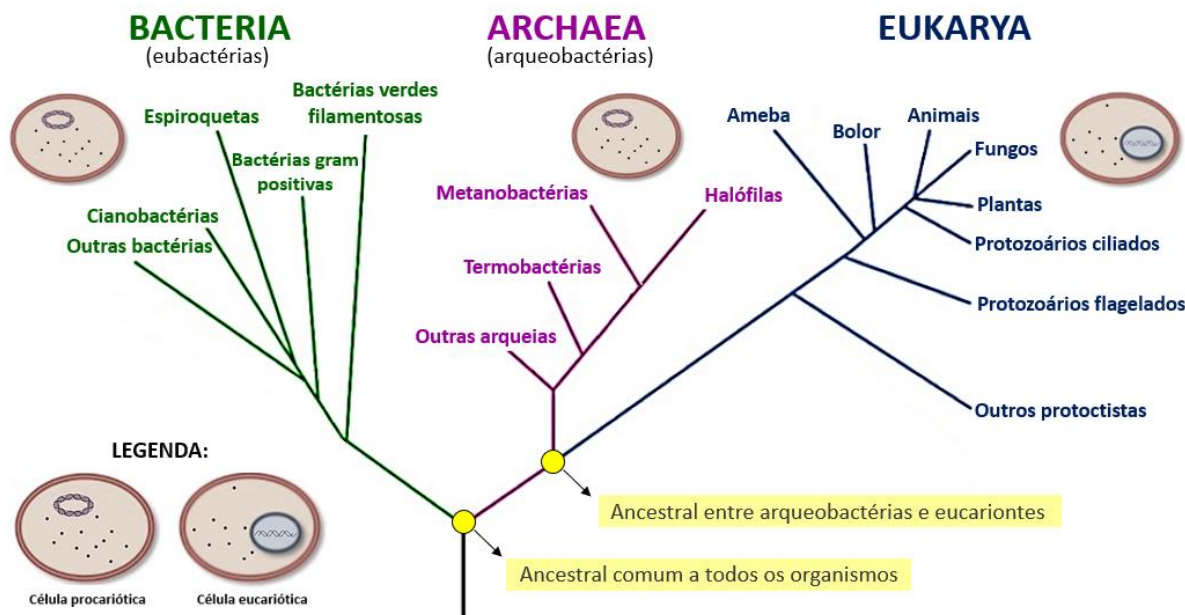 BACTERIA
(eubactérias)
ARCHAEA
(arqueobactérias)
EUKARYA
Espiroquetas
Bactérias verdes
filamentosas
Bactérias gram
positivas
Cianobactérias
Outras bactérias
Metanobactérias
Halófilas
Termobactérias
Outras arqueias
Ameba
Bolor
Animais
Fungos
Plantas
Protozoários ciliados
Protozoários flagelados
Outros protoctistas
LEGENDA:
Célula procariótica
Célula eucariótica
Ancestral entre arqueobactérias e eucariontes
Ancestral comum a todos os organismos